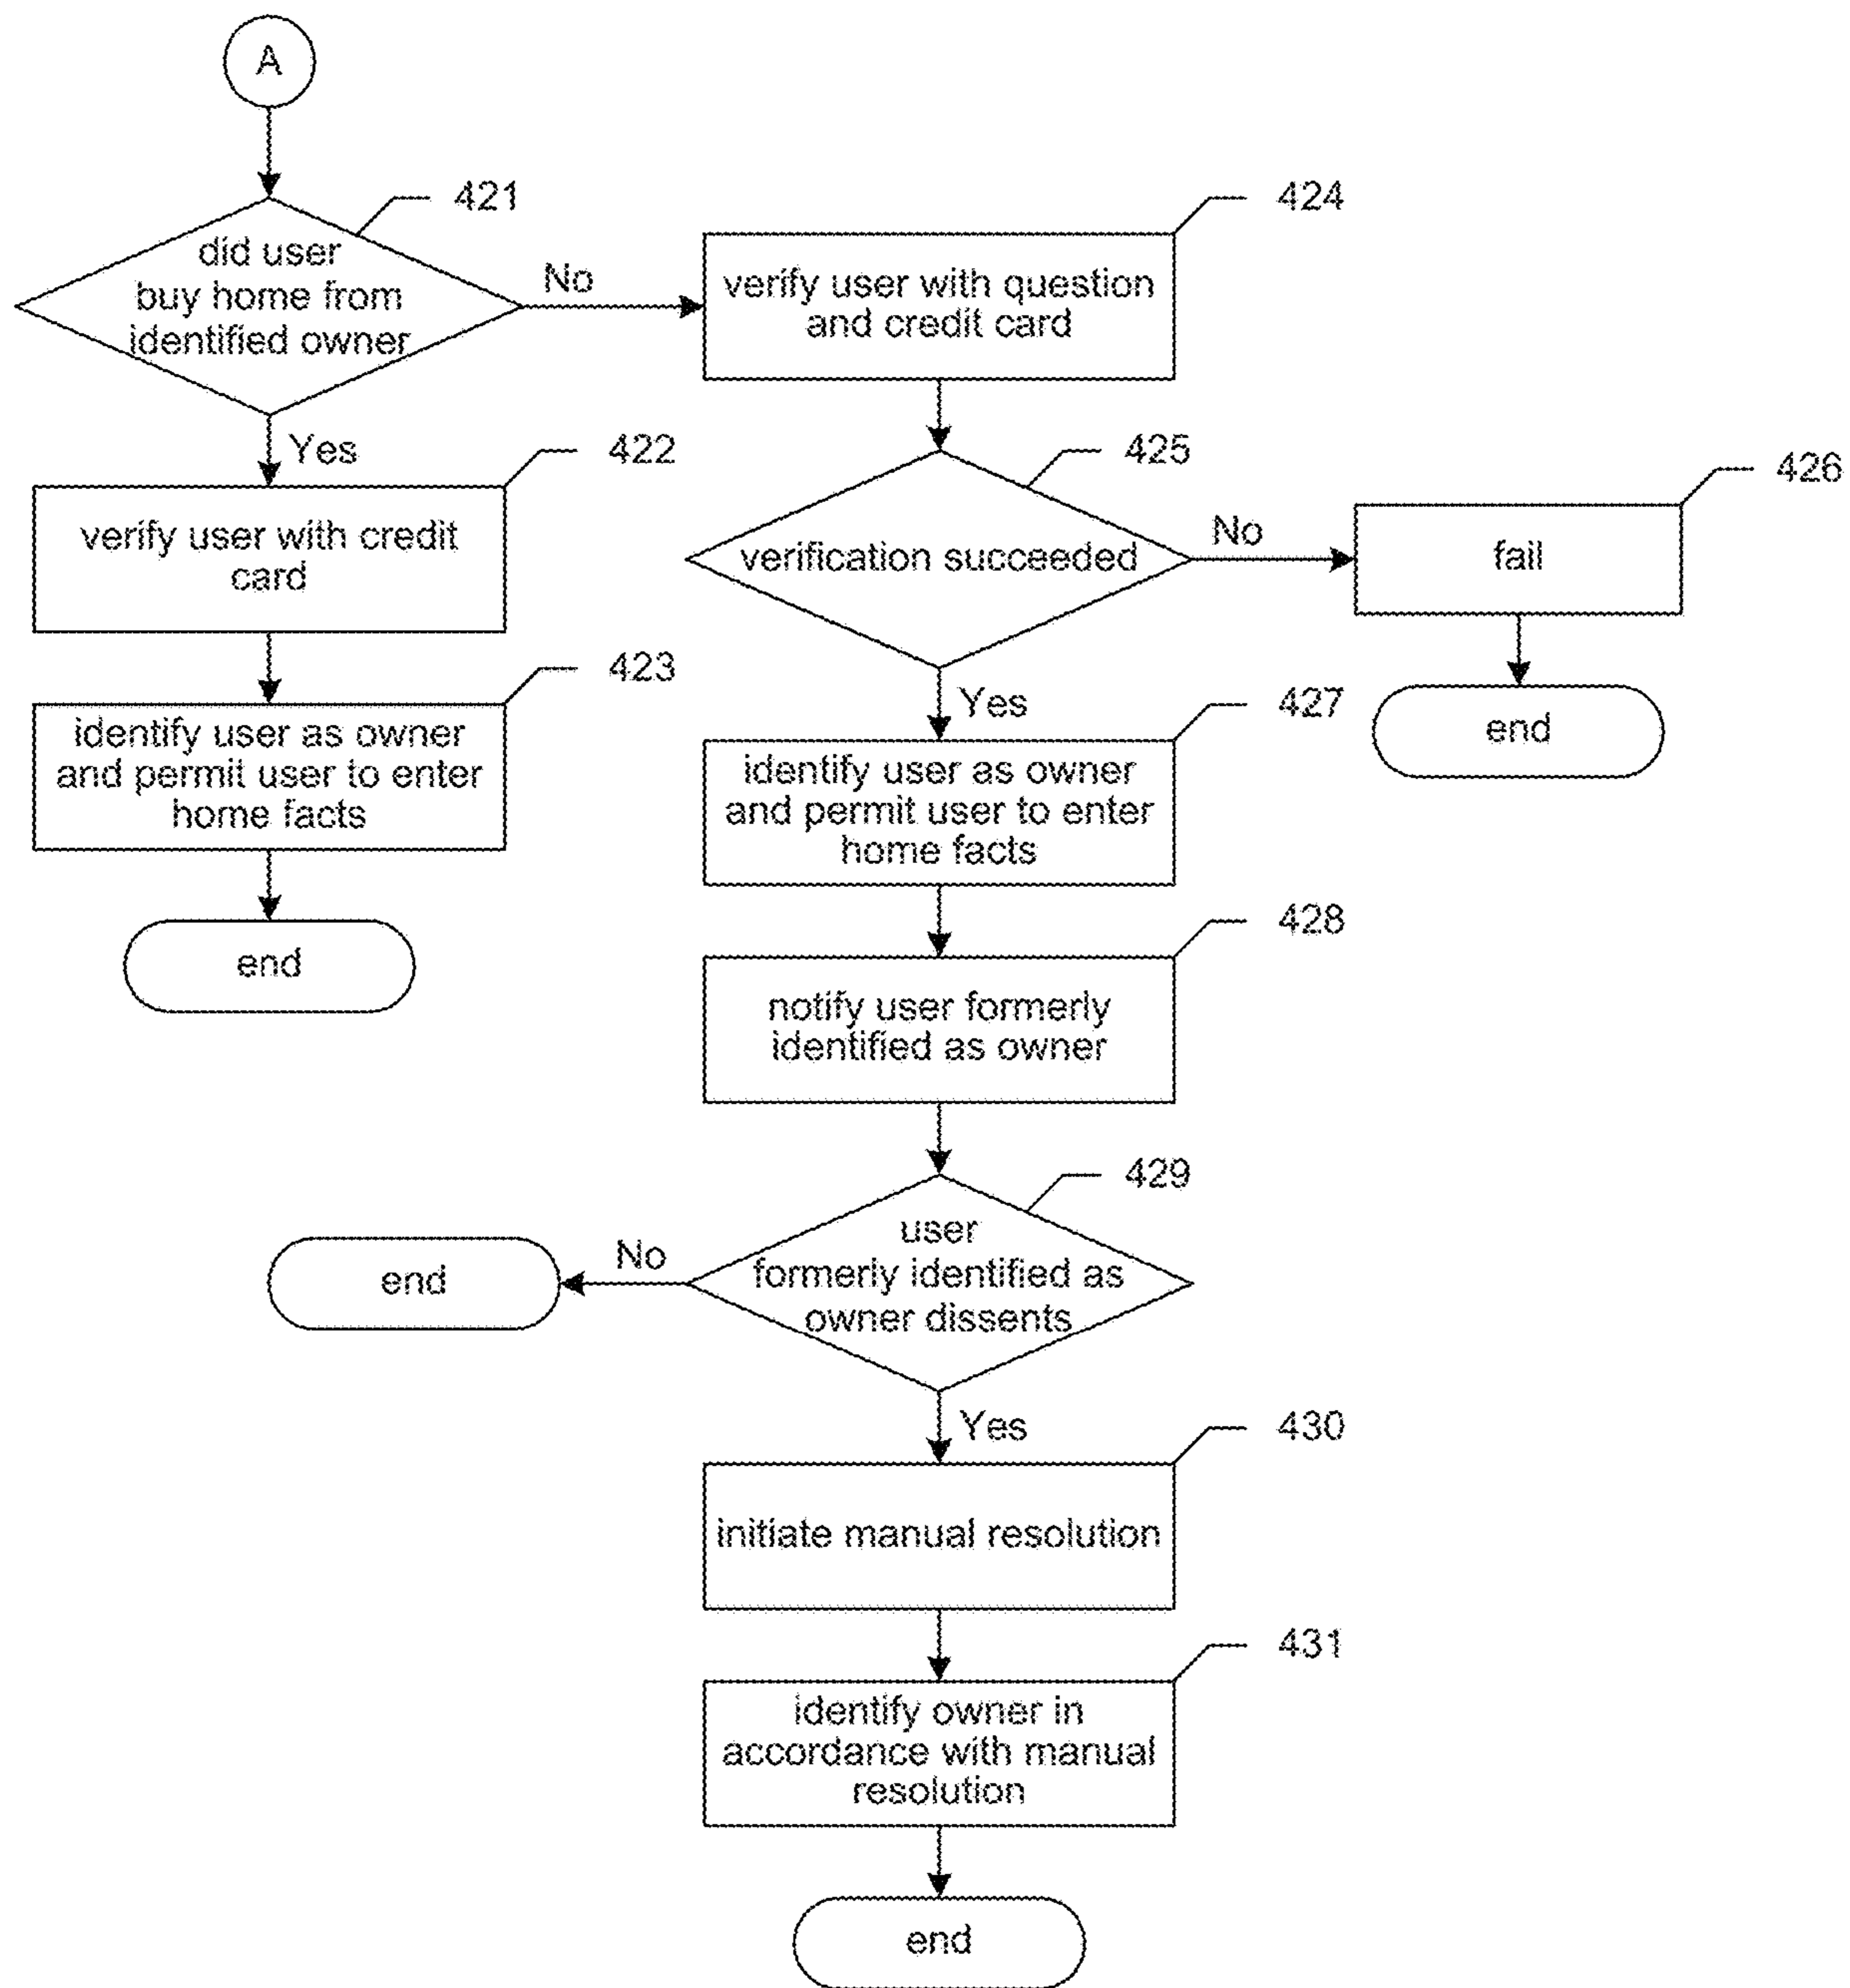 A
421
did user
buy home from
identified owner
No
Yes
422
verify user with credit
card
423
identify user as owner
and permit user to enter
home facts
end
424
verify user with question
and credit card
425
verification succeeded
No
426
fail
end
Yes
427
identify user as owner
and permit user to enter
home facts
428
notify user formerly
identified as owner
429
user
formerly identified as
owner dissents
No
end
Yes
430
initiate manual resolution
431
identify owner in
accordance with manual
resolution
end